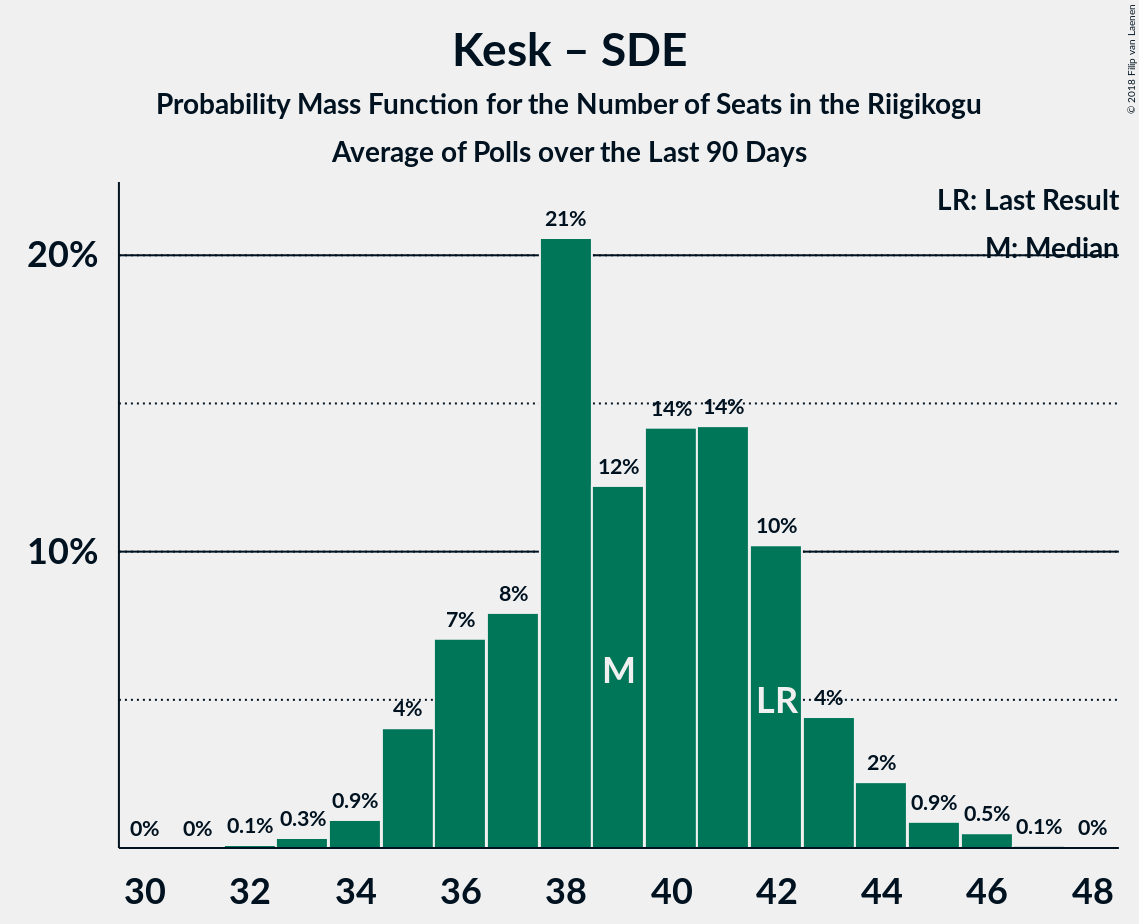 Kesk – SDE
Probability Mass Function for the Number of Seats in the Riigikogu
Average of Polls over the Last 90 Days
© 2018 Filip van Laenen
LR: Last Result
M: Median
20%
10%
0%
0%
0.1%
0.3%
0.9%
4%
7%
8%
21%
12%
14%
14%
10%
4%
2%
0.9%
0.5%
0.1%
0%
M
LR
30 32 34 36 38 40 42 44 46 48